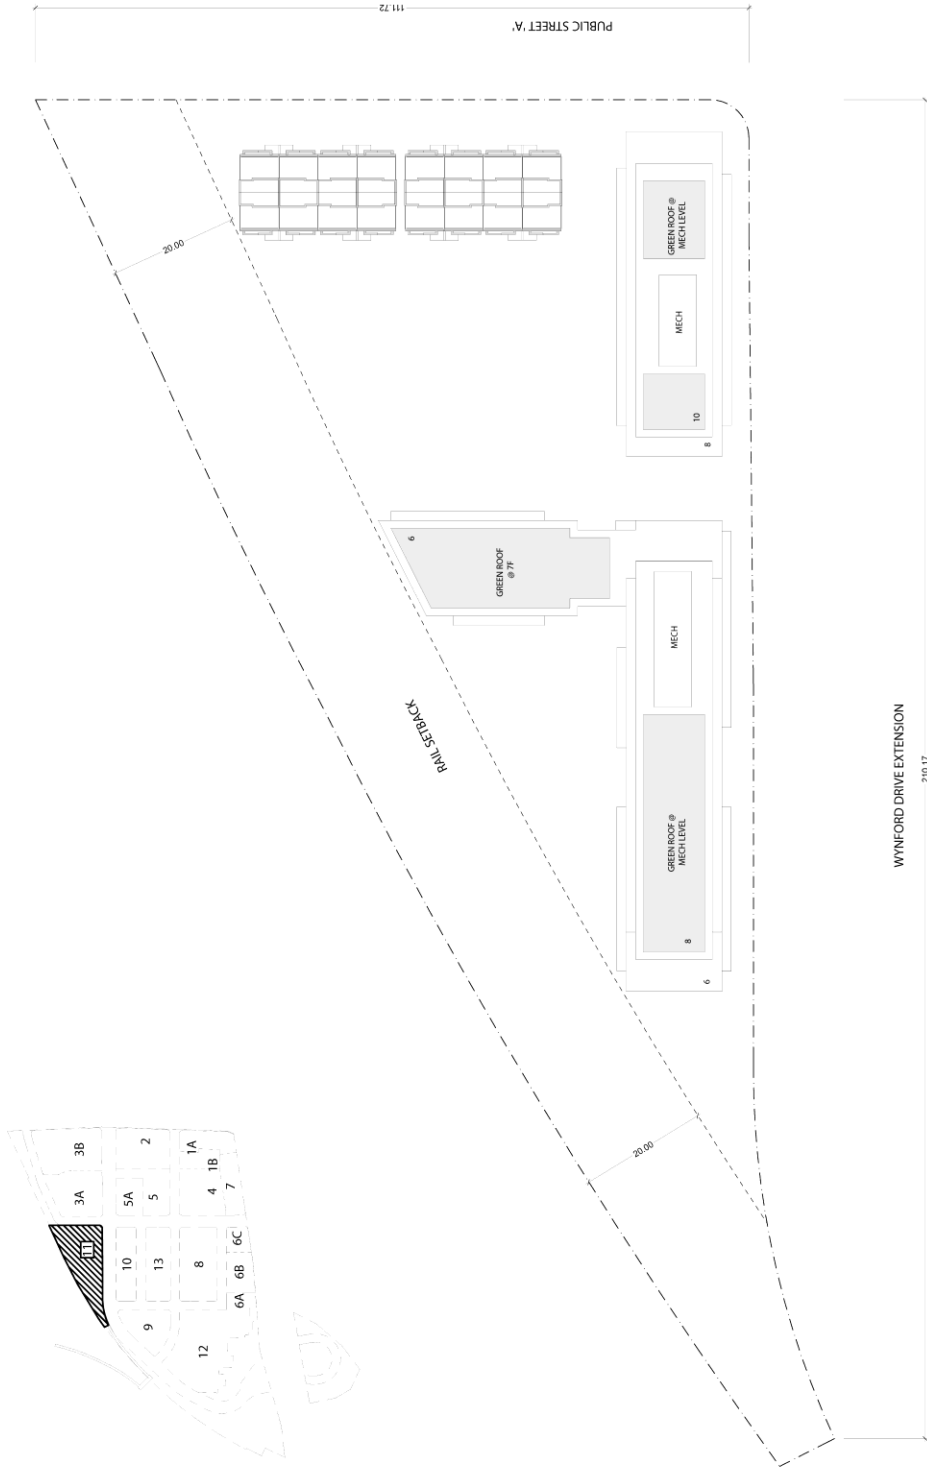 111.72
PUBLIC STREET 'A'
20.00
GREEN ROOF @
MECH LEVEL
MECH
10
8
6
GREEN ROOF
@ 7F
MECH
RAIL SETBACK
GREEN ROOF @
MECH LEVEL
8
6
WYNFORD DRIVE EXTENSION
210.17
20.00
3B
2
1A
1B
3A
5A
5
4
7
11
10
13
8
6C
6B
6A
9
12